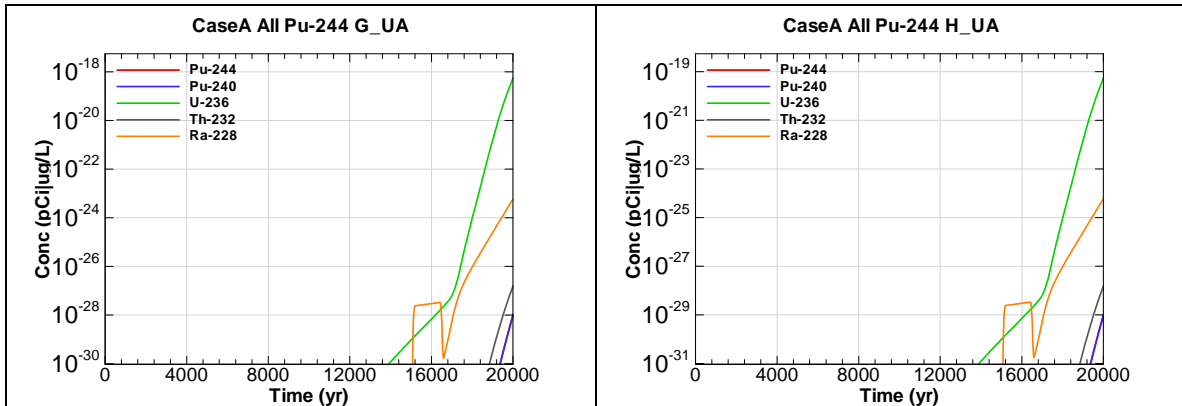 CaseA All Pu-244 G_UA
Conc (pCi|ug/L)
10-18
10-20
10-22
10-24
10-26
10-28
10-30
Pu-244
Pu-240
U-236
Th-232
Ra-228
0 4000 8000 12000 16000 20000
Time (yr)
CaseA All Pu-244 H_UA
Conc (pCi|ug/L)
10-19
10-21
10-23
10-25
10-27
10-29
10-31
Pu-244
Pu-240
U-236
Th-232
Ra-228
0 4000 8000 12000 16000 20000
Time (yr)